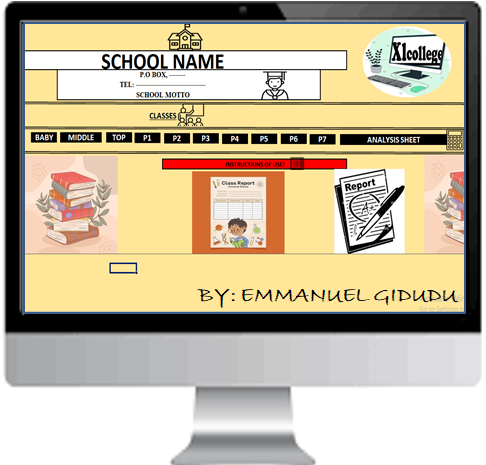 SCHOOL NAME
P.O BOX, --------
TEL: ------------------------------
SCHOOL MOTTO
X1college
CLASSES
BABY MIDDLE TOP P1 P2 P3 P4 P5 P6 P7 ANALYSIS SHEET
INSTRUCTIONS OF USE!
Class Report
Report
A+
BY: EMMANUEL GIDUDU